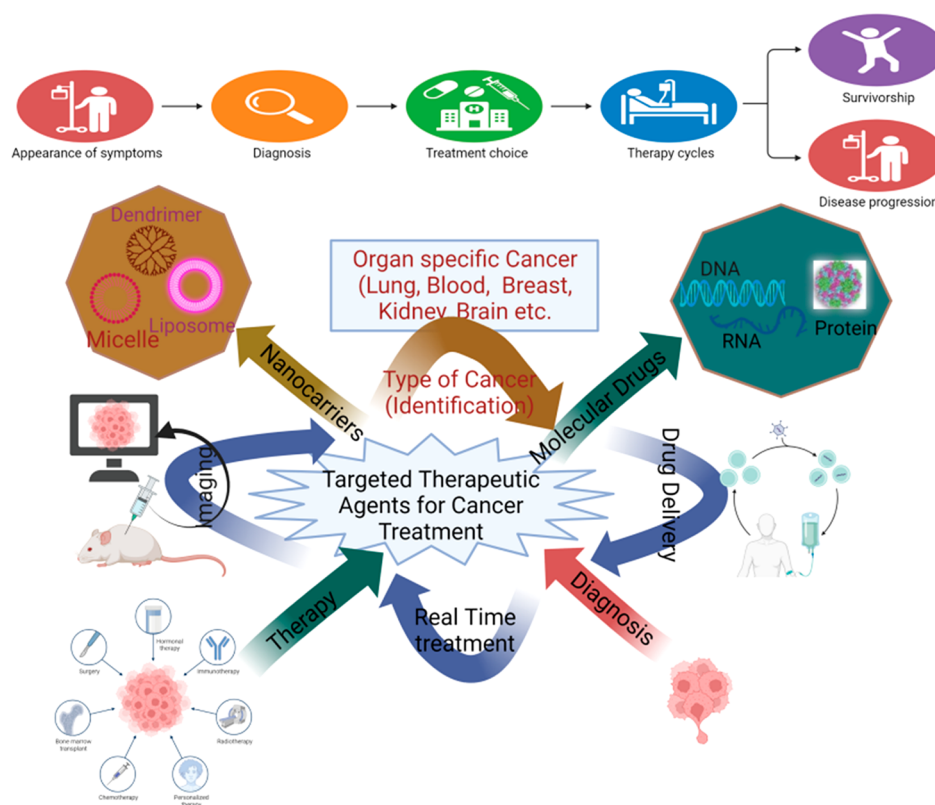 Appearance of symptoms
Diagnosis
Treatment choice
Therapy cycles
Survivorship
Disease progression
Dendrimer
Liposome
Micelle
Organ specific Cancer
(Lung, Blood, Breast,
Kidney, Brain etc.
DNA
RNA
Protein
Nanocarriers
Type of Cancer
(Identification)
Molecular Drugs
Imaging
Targeted Therapeutic
Agents for Cancer
Treatment
Drug Delivery
Therapy
Real Time
treatment
Diagnosis
Hormonal
therapy
Surgery
Immunotherapy
Bone marrow
transplant
Radiotherapy
Chemotherapy
Personalized
therapy